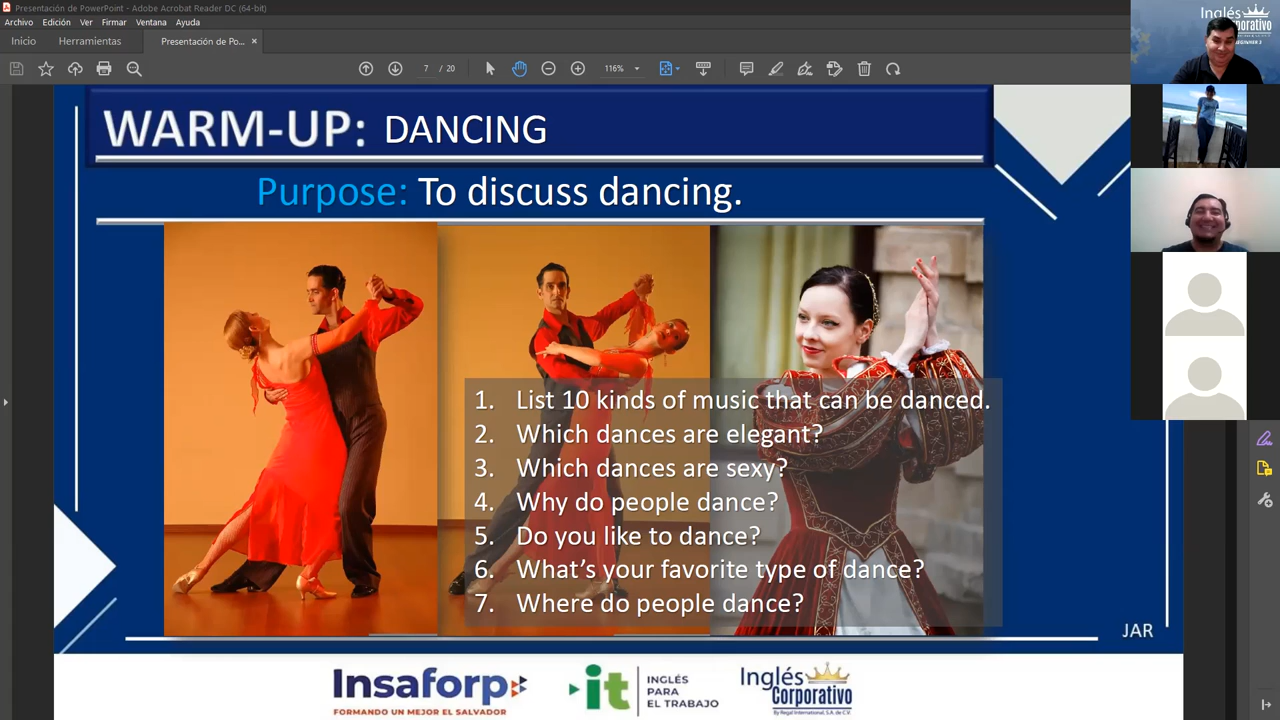 Presentación de PowerPoint - Adobe Acrobat Reader DC (64-bit)
Archivo Edición Ver Firmar Ventana Ayuda
Inicio Herramientas Presentación de Po... ×
7 / 20 116%
WARM-UP: DANCING
Purpose: To discuss dancing.
1. List 10 kinds of music that can be danced.
2. Which dances are elegant?
3. Which dances are sexy?
4. Why do people dance?
5. Do you like to dance?
6. What's your favorite type of dance?
7. Where do people dance?
JAR
Insaforp
FORMANDO UN MEJOR EL SALVADOR
it
INGLÉS
PARA
EL TRABAJO
Inglés
Corporativo
By Regal International, S.A. de C.V.
Inglés